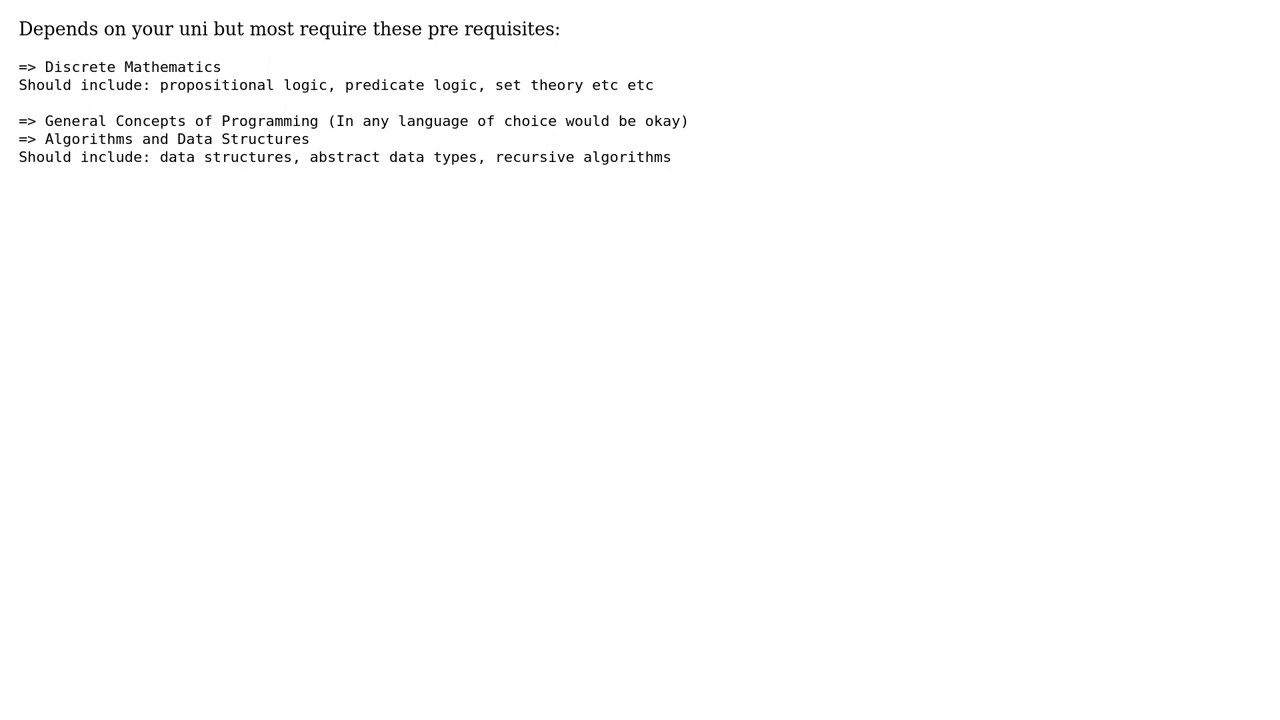 Depends on your uni but most require these pre requisites:
=> Discrete Mathematics
Should include: propositional logic, predicate logic, set theory etc etc
=> General Concepts of Programming (In any language of choice would be okay)
=> Algorithms and Data Structures
Should include: data structures, abstract data types, recursive algorithms